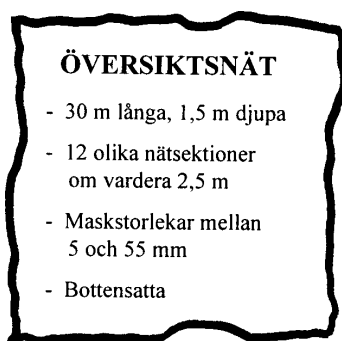 ÖVERSIKTSNÄT
- 30 m långa, 1,5 m djupa
- 12 olika nätsektioner
om vardera 2,5 m
- Maskstorlekar mellan
5 och 55 mm
- Bottensatta